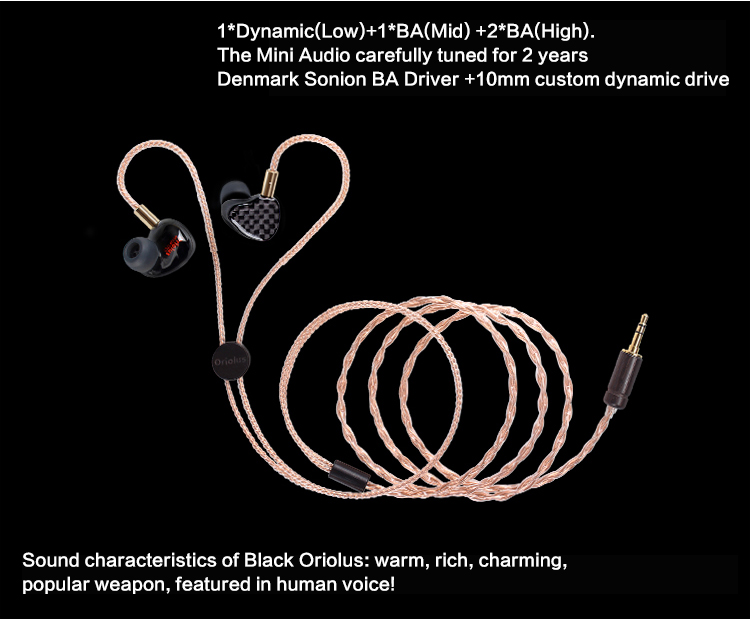 1*Dynamic(Low)+1*BA(Mid) +2*BA(High).
The Mini Audio carefully tuned for 2 years
Denmark Sonion BA Driver +10mm custom dynamic drive
Oriolus
Sound characteristics of Black Oriolus: warm, rich, charming,
popular weapon, featured in human voice!